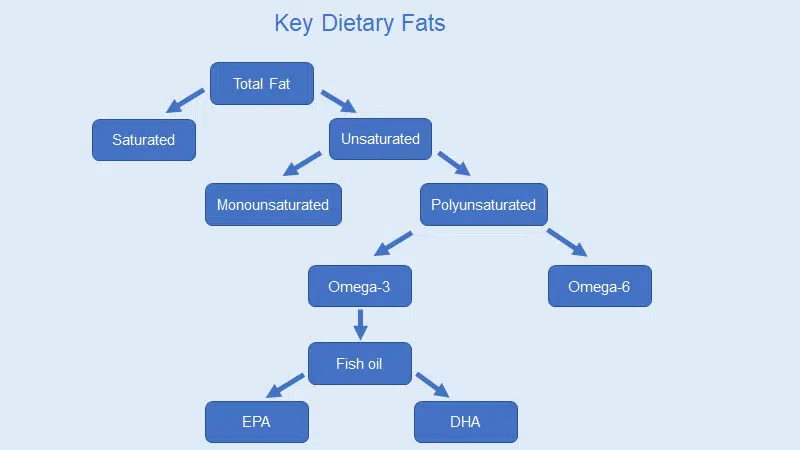 Key Dietary Fats
Total Fat
Saturated
Unsaturated
Monounsaturated
Polyunsaturated
Omega-3
Omega-6
Fish oil
EPA
DHA